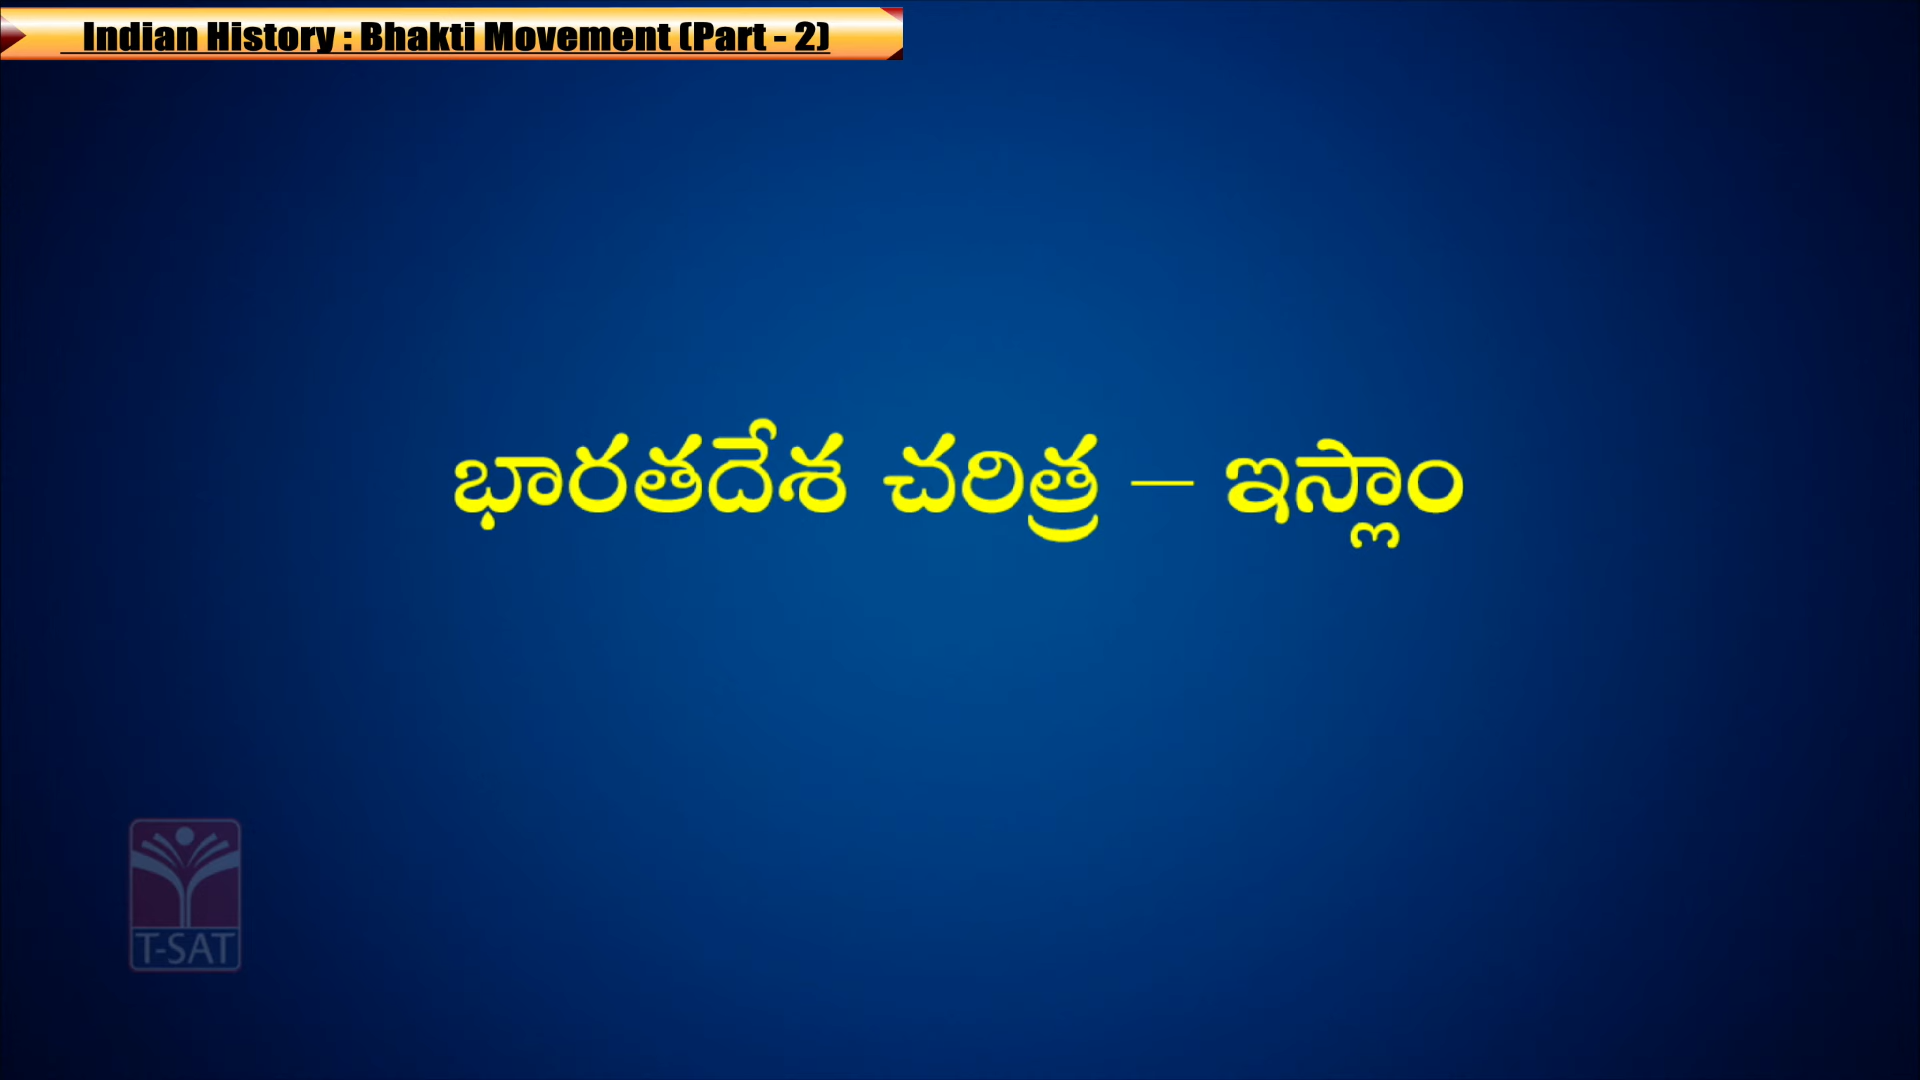 Indian History : Bhakti Movement (Part - 2)
భారతదేశ చరిత్ర – ఇస్లాం
T-SAT